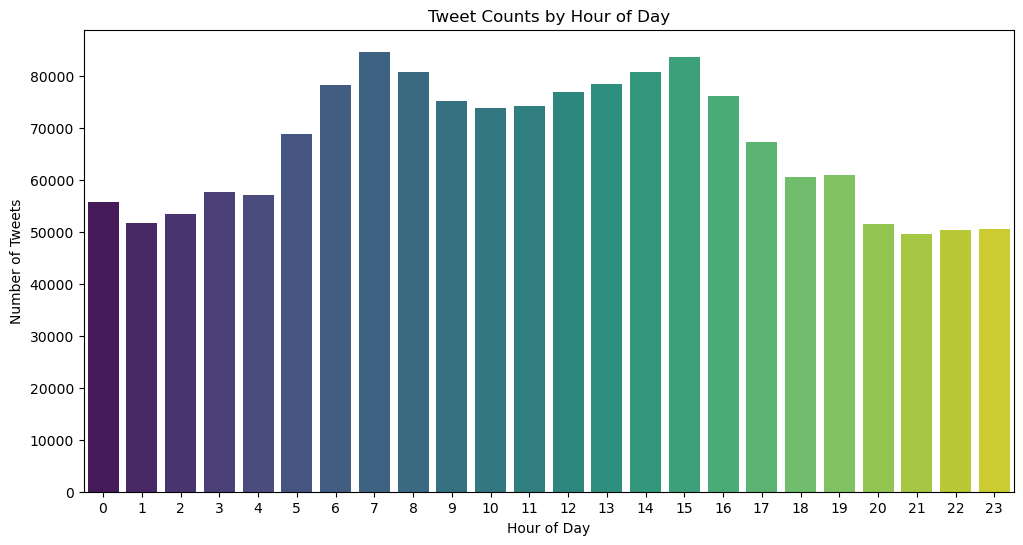 Tweet Counts by Hour of Day
Number of Tweets
80000
70000
60000
50000
40000
30000
20000
10000
0
0 1 2 3 4 5 6 7 8 9 10 11 12 13 14 15 16 17 18 19 20 21 22 23
Hour of Day